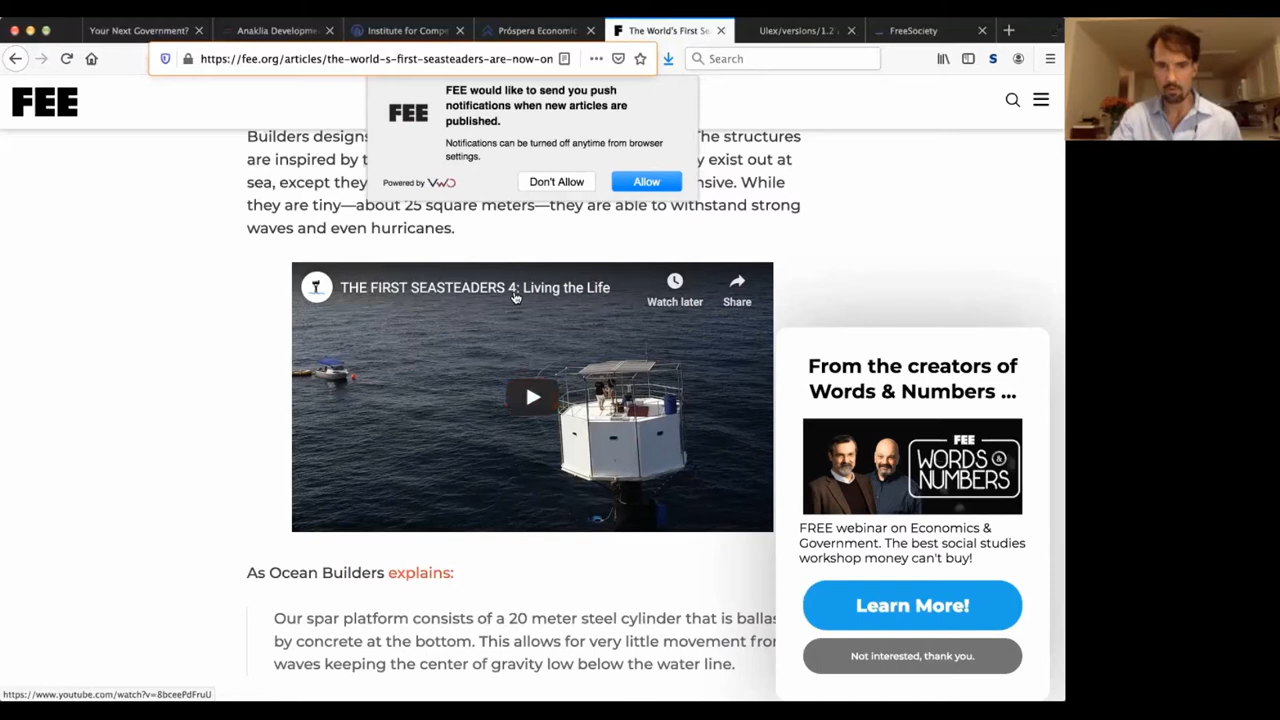 Your Next Government?
Anaklia Developmen
Institute for Compe
Próspera Economic
The World's First Se
Ulex/versions/1.2
FreeSociety
https://fee.org/articles/the-world-s-first-seasteaders-are-now-on
Search
FEE
FEE would like to send you push
notifications when new articles are
published.
FEE
Notifications can be turned off anytime from browser
settings.
Powered by VWO
Don't Allow
Allow
Builders designs
he structures
are inspired by t
y exist out at
sea, except they
nsive. While
they are tiny—about 25 square meters—they are able to withstand strong
waves and even hurricanes.
THE FIRST SEASTEADERS 4: Living the Life
Watch later
Share
As Ocean Builders explains:
Our spar platform consists of a 20 meter steel cylinder that is ballas
by concrete at the bottom. This allows for very little movement from
waves keeping the center of gravity low below the water line.
From the creators of
Words & Numbers ...
FEE
WORDS &
NUMBERS
FREE webinar on Economics &
Government. The best social studies
workshop money can't buy!
Learn More!
Not interested, thank you.
https://www.youtube.com/watch?v=8bceePdFruU